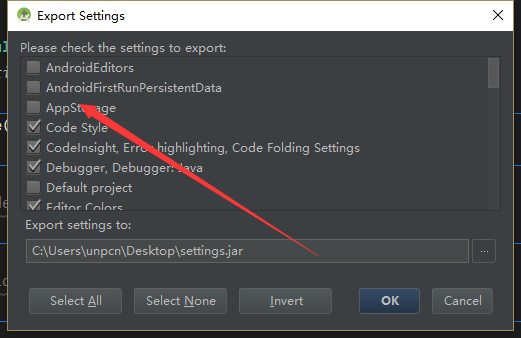 Export Settings
Please check the settings to export:
AndroidEditors
AndroidFirstRunPersistentData
AppStorage
Code Style
CodeInsight, Error highlighting, Code Folding Settings
Debugger, Debugger: Java
Default project
Editor Colors
Export settings to:
C:\Users\unpcn\Desktop\settings.jar
...
Select All
Select None
Invert
OK
Cancel